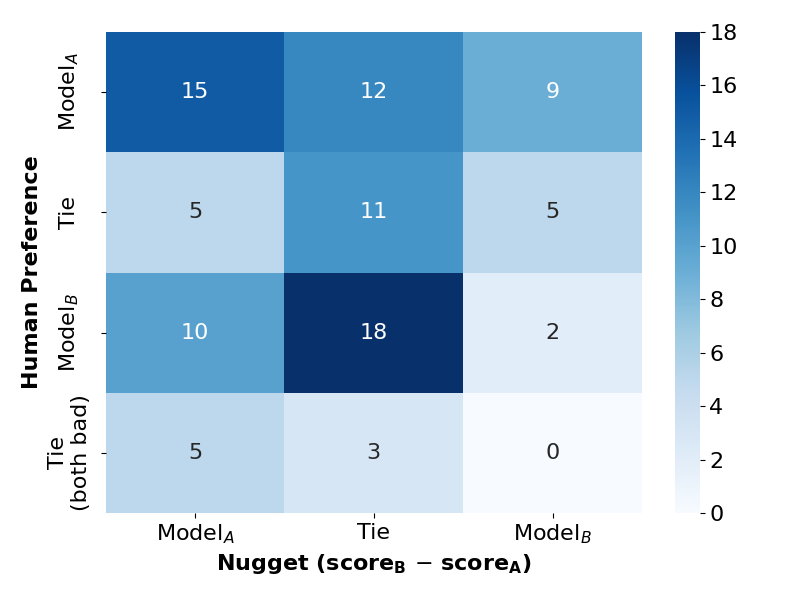 Human Preference
Model_A
15 12 9
Tie
5 11 5
Model_B
10 18 2
Tie
(both bad)
5 3 0
Model_A Tie Model_B
Nugget (score_B − score_A)
18
16
14
12
10
8
6
4
2
0